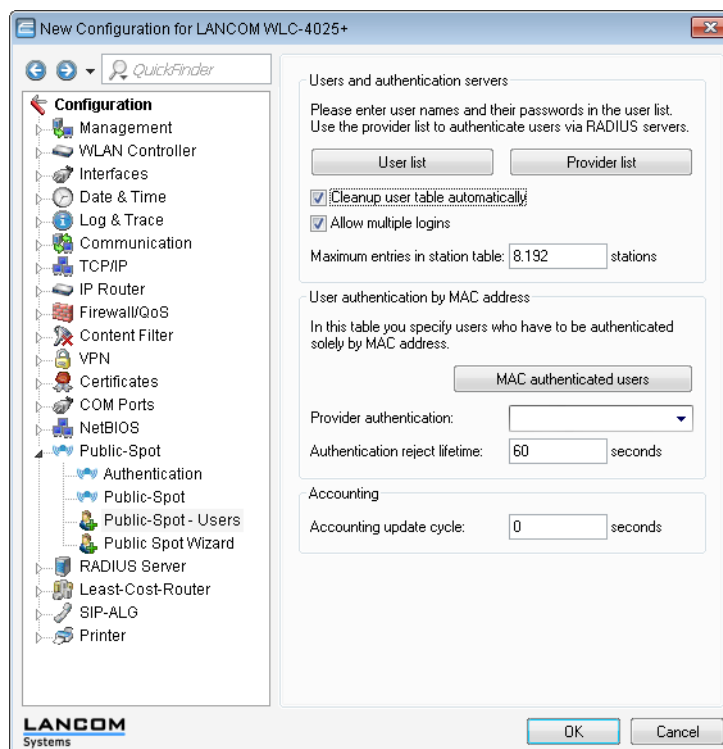 New Configuration for LANCOM WLC-4025+
QuickFinder
Configuration
Management
WLAN Controller
Interfaces
Date & Time
Log & Trace
Communication
TCP/IP
IP Router
Firewall/QoS
Content Filter
VPN
Certificates
COM Ports
NetBIOS
Public-Spot
Authentication
Public-Spot
Public-Spot - Users
Public Spot Wizard
RADIUS Server
Least-Cost-Router
SIP-ALG
Printer
Users and authentication servers
Please enter user names and their passwords in the user list.
Use the provider list to authenticate users via RADIUS servers.
User list Provider list
Cleanup user table automatically
Allow multiple logins
Maximum entries in station table: 8.192 stations
User authentication by MAC address
In this table you specify users who have to be authenticated
solely by MAC address.
MAC authenticated users
Provider authentication:
Authentication reject lifetime: 60 seconds
Accounting
Accounting update cycle: 0 seconds
LANCOM
Systems
OK Cancel